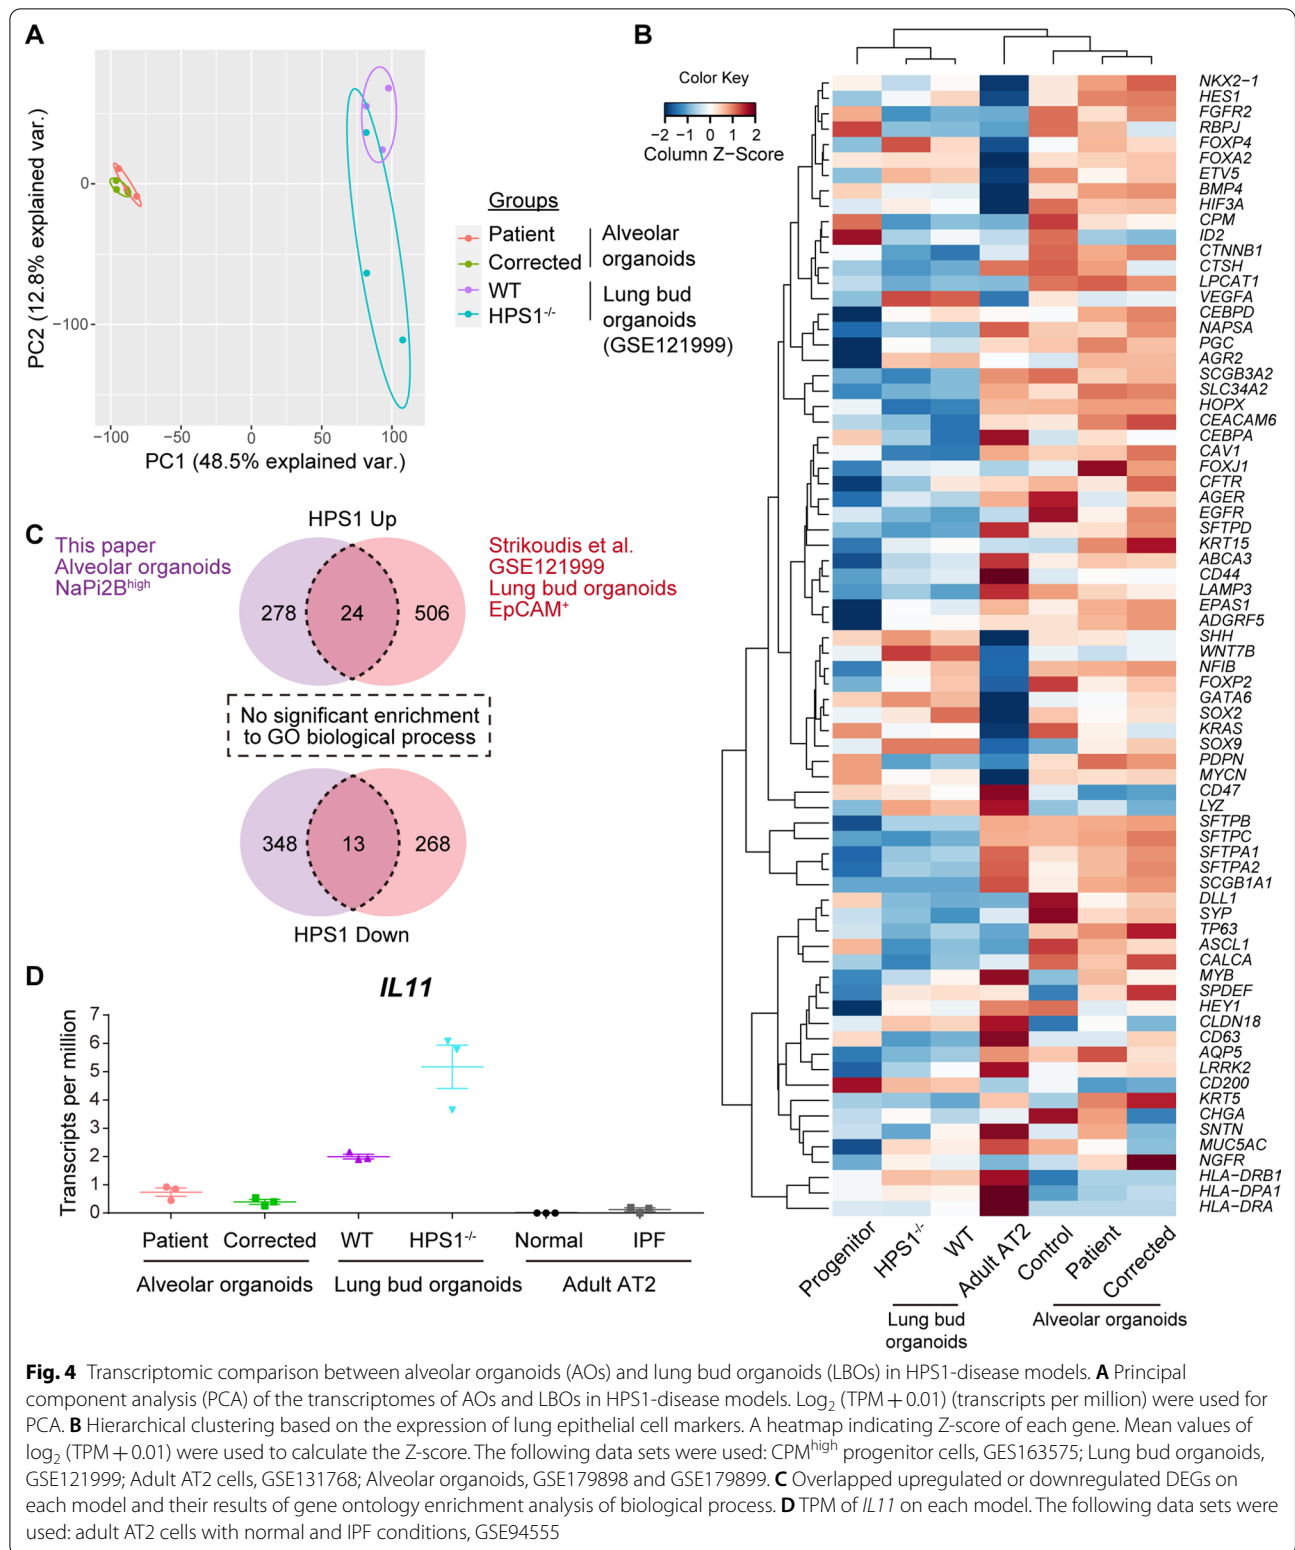 A
0
−100
PC2 (12.8% explained var.)
−100
−50
0
50
100
PC1 (48.5% explained var.)
Groups
Patient
Corrected
WT
HPS1-/-
Alveolar
organoids
Lung bud
organoids
(GSE121999)
B
Color Key
−2 −1 0 1 2
Column Z−Score
NKX2−1
HES1
FGFR2
RBPJ
FOXP4
FOXA2
ETV5
BMP4
HIF3A
CPM
ID2
CTNNB1
CTSH
LPCAT1
VEGFA
CEBPD
NAPSA
PGC
AGR2
SCGB3A2
SLC34A2
HOPX
CEACAM6
CEBPA
CAV1
FOXJ1
CFTR
AGER
EGFR
SFTPD
KRT15
ABCA3
CD44
LAMP3
EPAS1
ADGRF5
SHH
WNT7B
NFIB
FOXP2
GATA6
SOX2
KRAS
SOX9
PDPN
MYCN
CD47
LYZ
SFTPB
SFTPC
SFTPA1
SFTPA2
SCGB1A1
DLL1
SYP
TP63
ASCL1
CALCA
MYB
SPDEF
HEY1
CLDN18
CD63
AQP5
LRRK2
CD200
KRT5
CHGA
SNTN
MUC5AC
NGFR
HLA−DRB1
HLA−DPA1
HLA−DRA
Progenitor
HPS1-/-
WT
Adult AT2
Control
Patient
Corrected
Lung bud
organoids
Alveolar organoids
C
HPS1 Up
This paper
Alveolar organoids
NaPi2Bhigh
Strikoudis et al.
GSE121999
Lung bud organoids
EpCAM+
278
24
506
No significant enrichment
to GO biological process
348
13
268
HPS1 Down
D
IL11
Transcripts per million
7
6
5
4
3
2
1
0
Patient
Corrected
WT
HPS1-/-
Normal
IPF
Alveolar organoids
Lung bud organoids
Adult AT2
Fig. 4 Transcriptomic comparison between alveolar organoids (AOs) and lung bud organoids (LBOs) in HPS1-disease models. A Principal
component analysis (PCA) of the transcriptomes of AOs and LBOs in HPS1-disease models. Log2 (TPM + 0.01) (transcripts per million) were used for
PCA. B Hierarchical clustering based on the expression of lung epithelial cell markers. A heatmap indicating Z-score of each gene. Mean values of
log2 (TPM + 0.01) were used to calculate the Z-score. The following data sets were used: CPMhigh progenitor cells, GES163575; Lung bud organoids,
GSE121999; Adult AT2 cells, GSE131768; Alveolar organoids, GSE179898 and GSE179899. C Overlapped upregulated or downregulated DEGs on
each model and their results of gene ontology enrichment analysis of biological process. D TPM of IL11 on each model. The following data sets were
used: adult AT2 cells with normal and IPF conditions, GSE94555